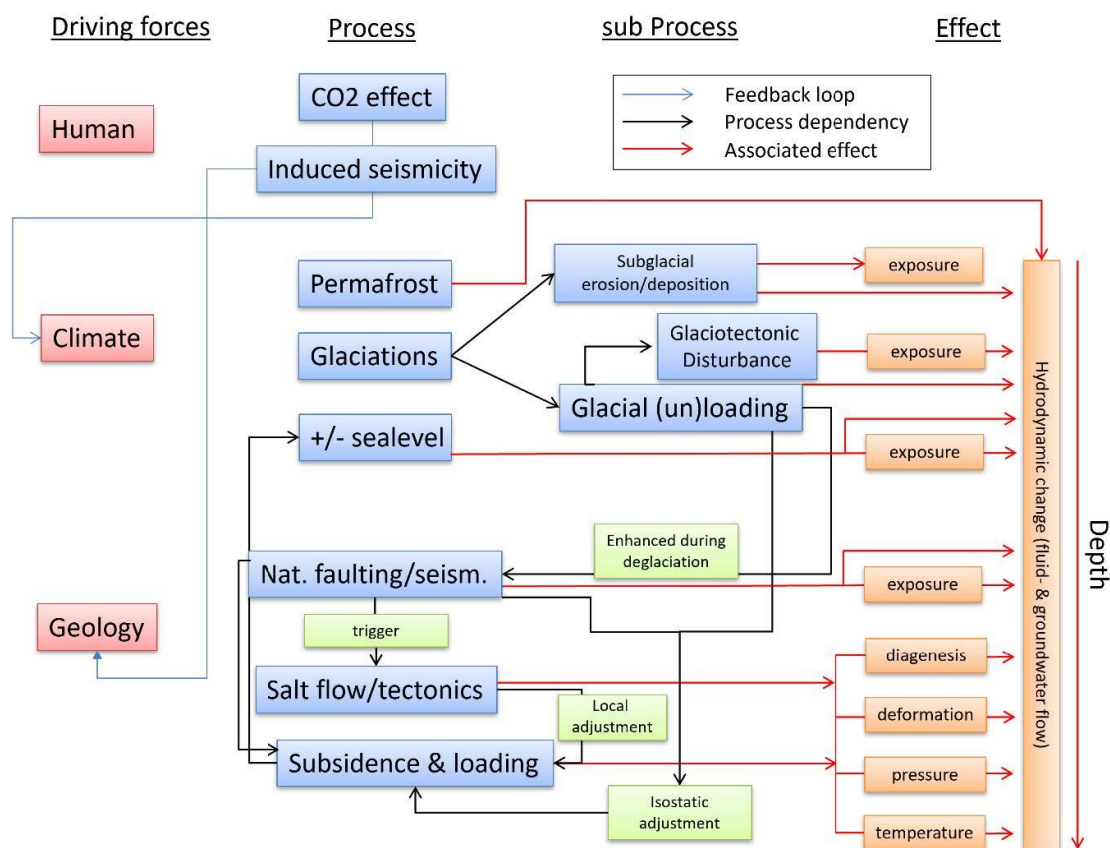 Driving forces
Process
sub Process
Effect
Human
CO2 effect
Induced seismicity
Feedback loop
Process dependency
Associated effect
Climate
Permafrost
Glaciations
Subglacial
erosion/deposition
exposure
Glaciotectonic
Disturbance
exposure
Glacial (un)loading
+/- sealevel
exposure
Enhanced during
deglaciation
Nat. faulting/seism.
exposure
Geology
trigger
Salt flow/tectonics
Local
adjustment
Subsidence & loading
Isostatic
adjustment
diagenesis
deformation
pressure
temperature
Hydrodynamic change (fluid- & groundwater flow)
Depth